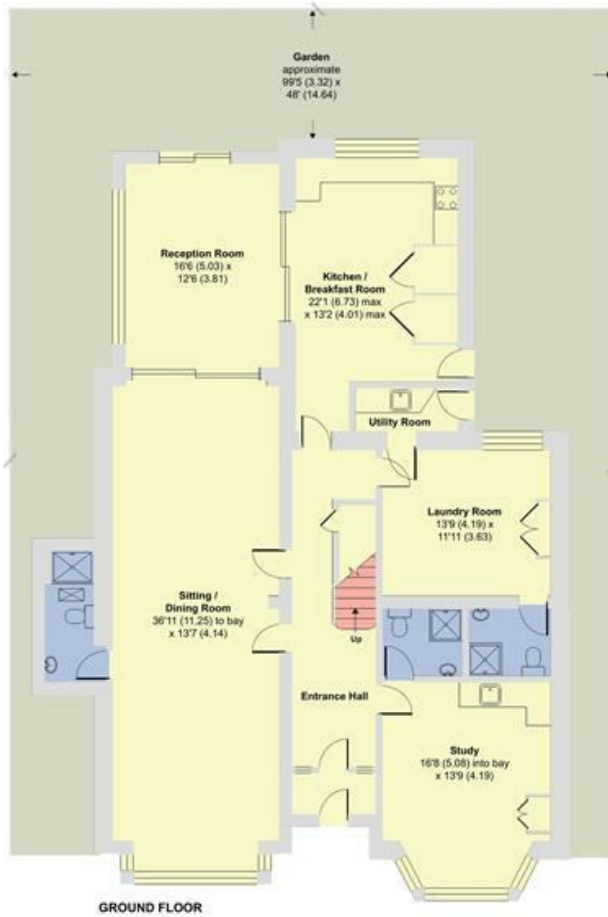 Garden
approximate
99'5 (3.32) x
48' (14.64)
Reception Room
16'6 (5.03) x
12'6 (3.81)
Kitchen /
Breakfast Room
22'1 (6.73) max
x 13'2 (4.01) max
Utility Room
Laundry Room
13'9 (4.19) x
11'11 (3.63)
Sitting /
Dining Room
36'11 (11.25) to bay
x 13'7 (4.14)
Up
Entrance Hall
Study
16'8 (5.08) into bay
x 13'9 (4.19)
GROUND FLOOR